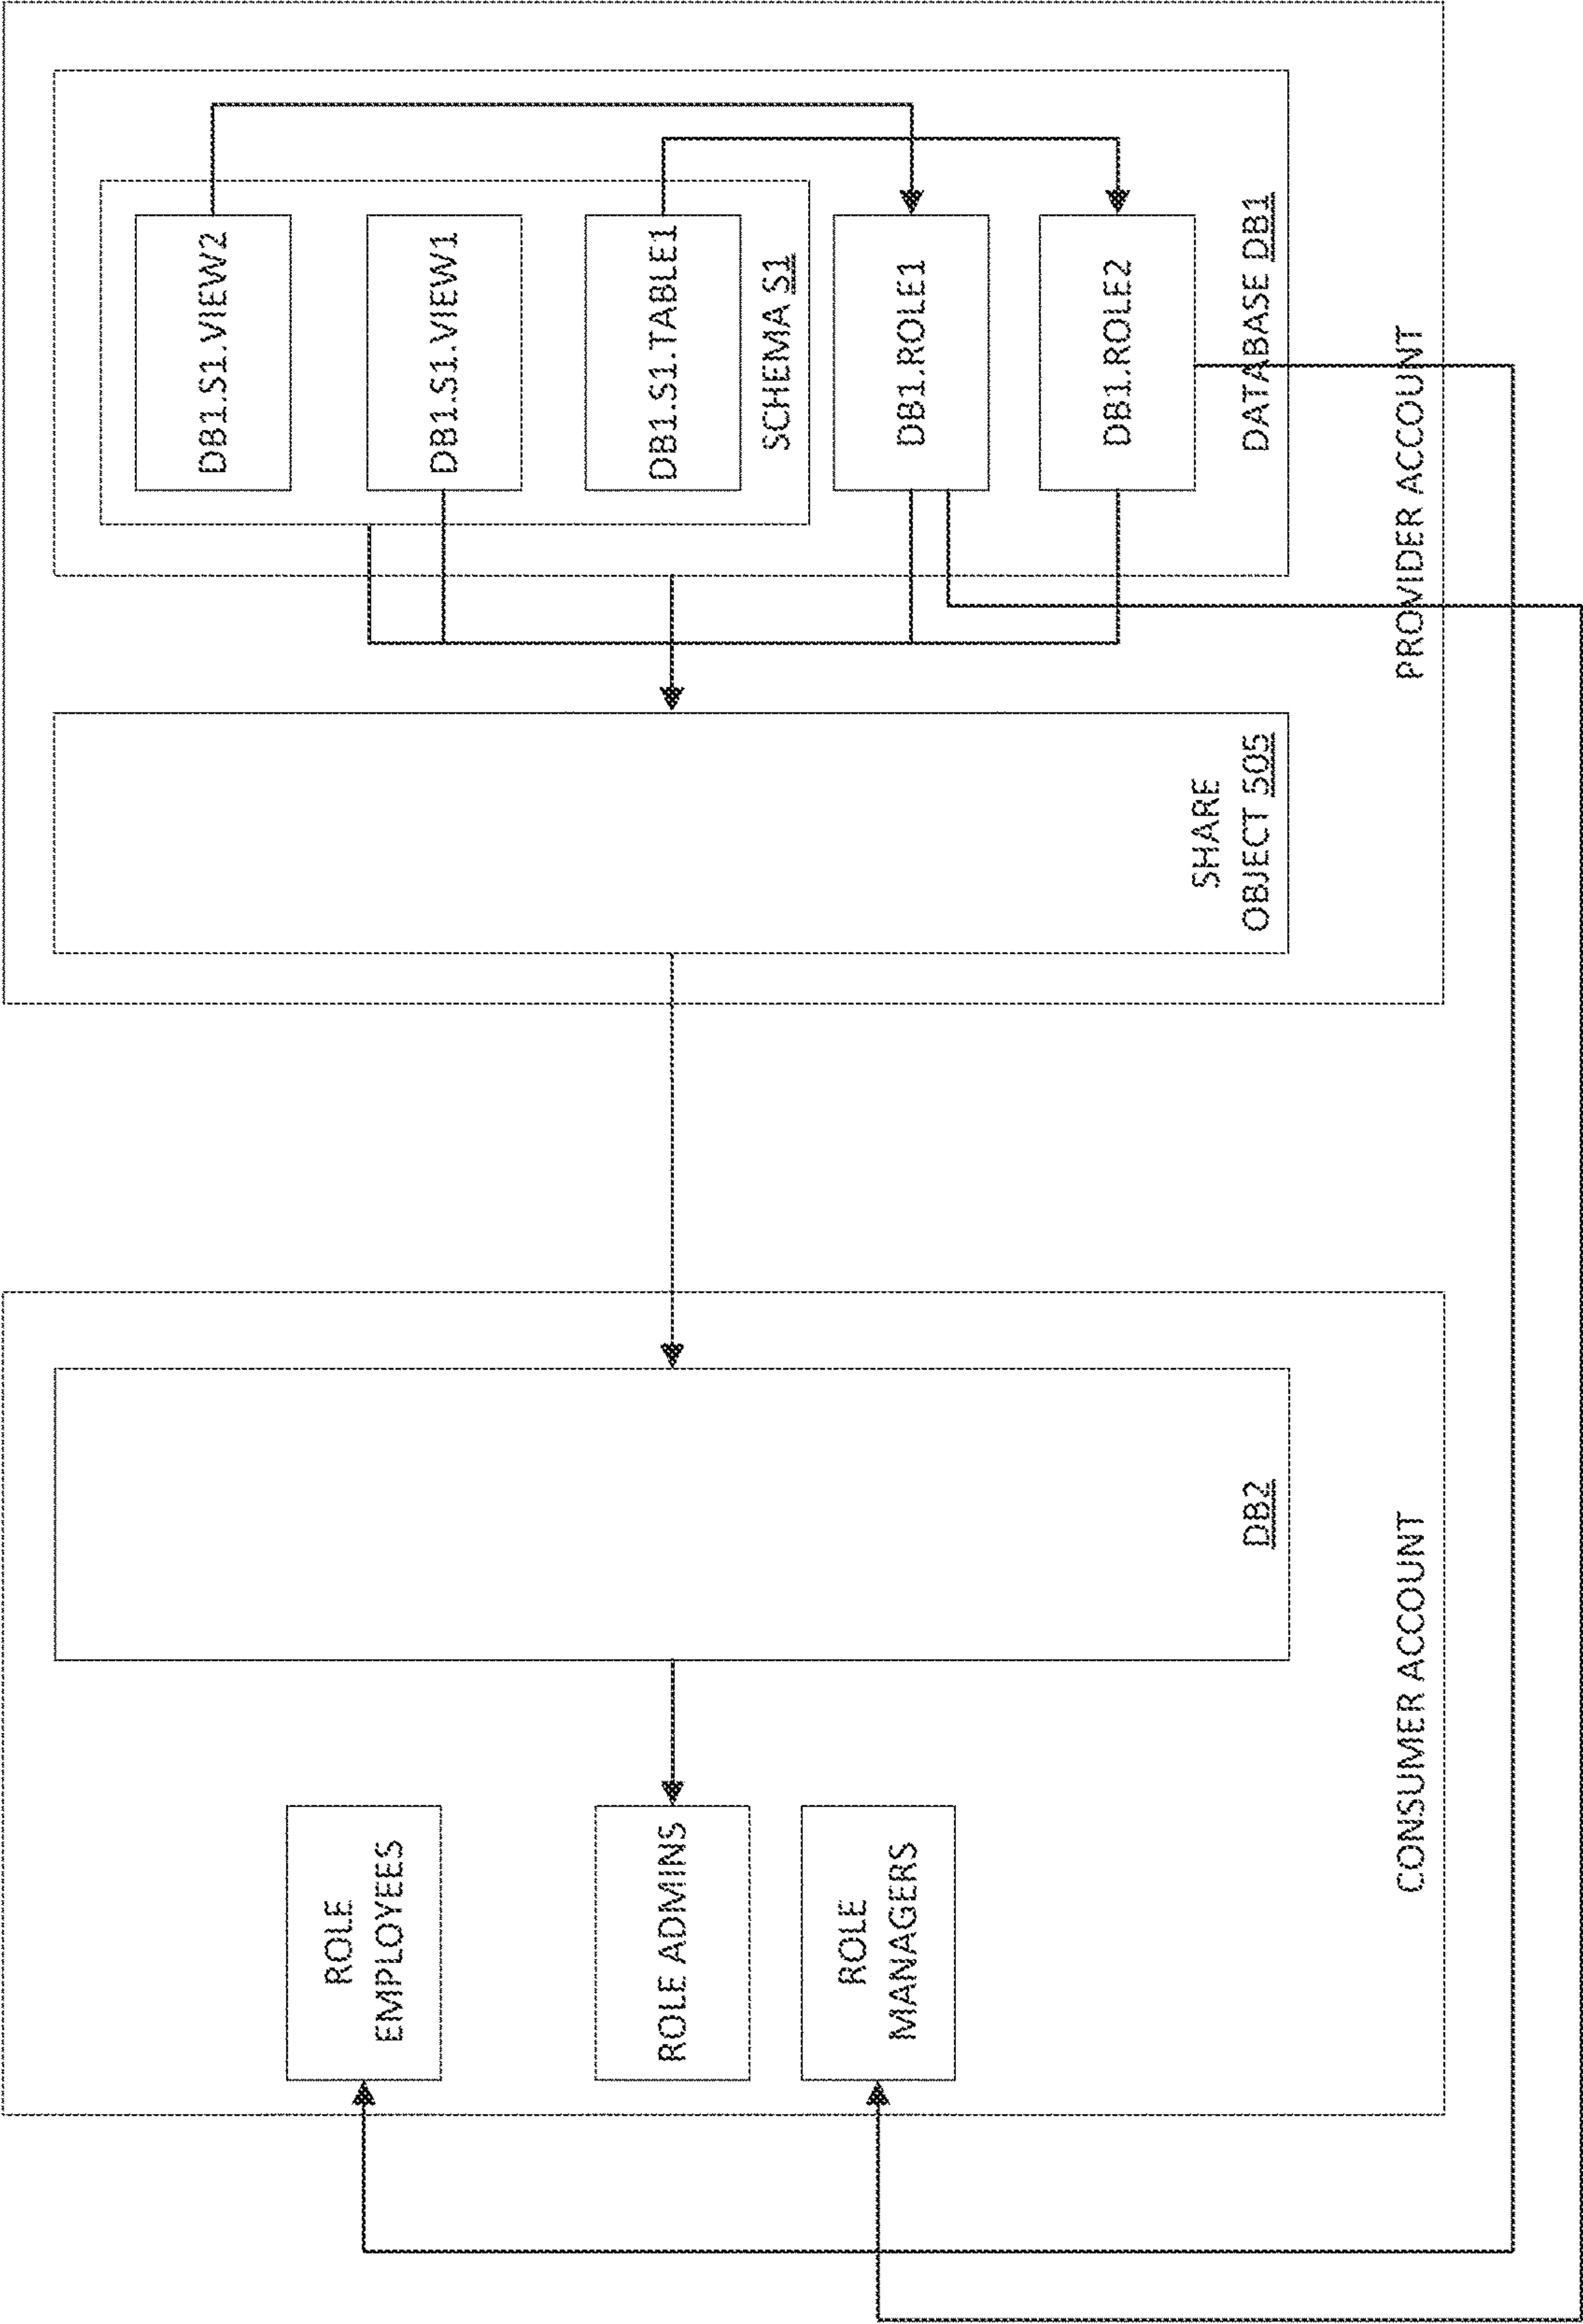 DB1.S1.VIEW2
DB1.S1.VIEW1
DB1.S1.TABLE1
SCHEMA S1
DB1.ROLE1
DB1.ROLE2
DATABASE DB1
PROVIDER ACCOUNT
SHARE
OBJECT 505
DB2
CONSUMER ACCOUNT
ROLE
EMPLOYEES
ROLE ADMINS
ROLE
MANAGERS